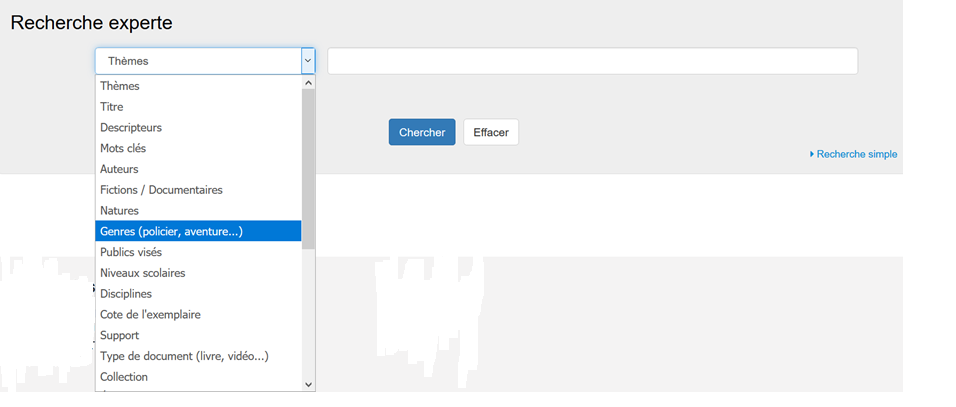 Recherche experte
Thèmes
Thèmes
Titre
Descripteurs
Mots clés
Auteurs
Fictions / Documentaires
Natures
Genres (policier, aventure...)
Publics visés
Niveaux scolaires
Disciplines
Cote de l'exemplaire
Support
Type de document (livre, vidéo...)
Collection
Chercher
Effacer
Recherche simple